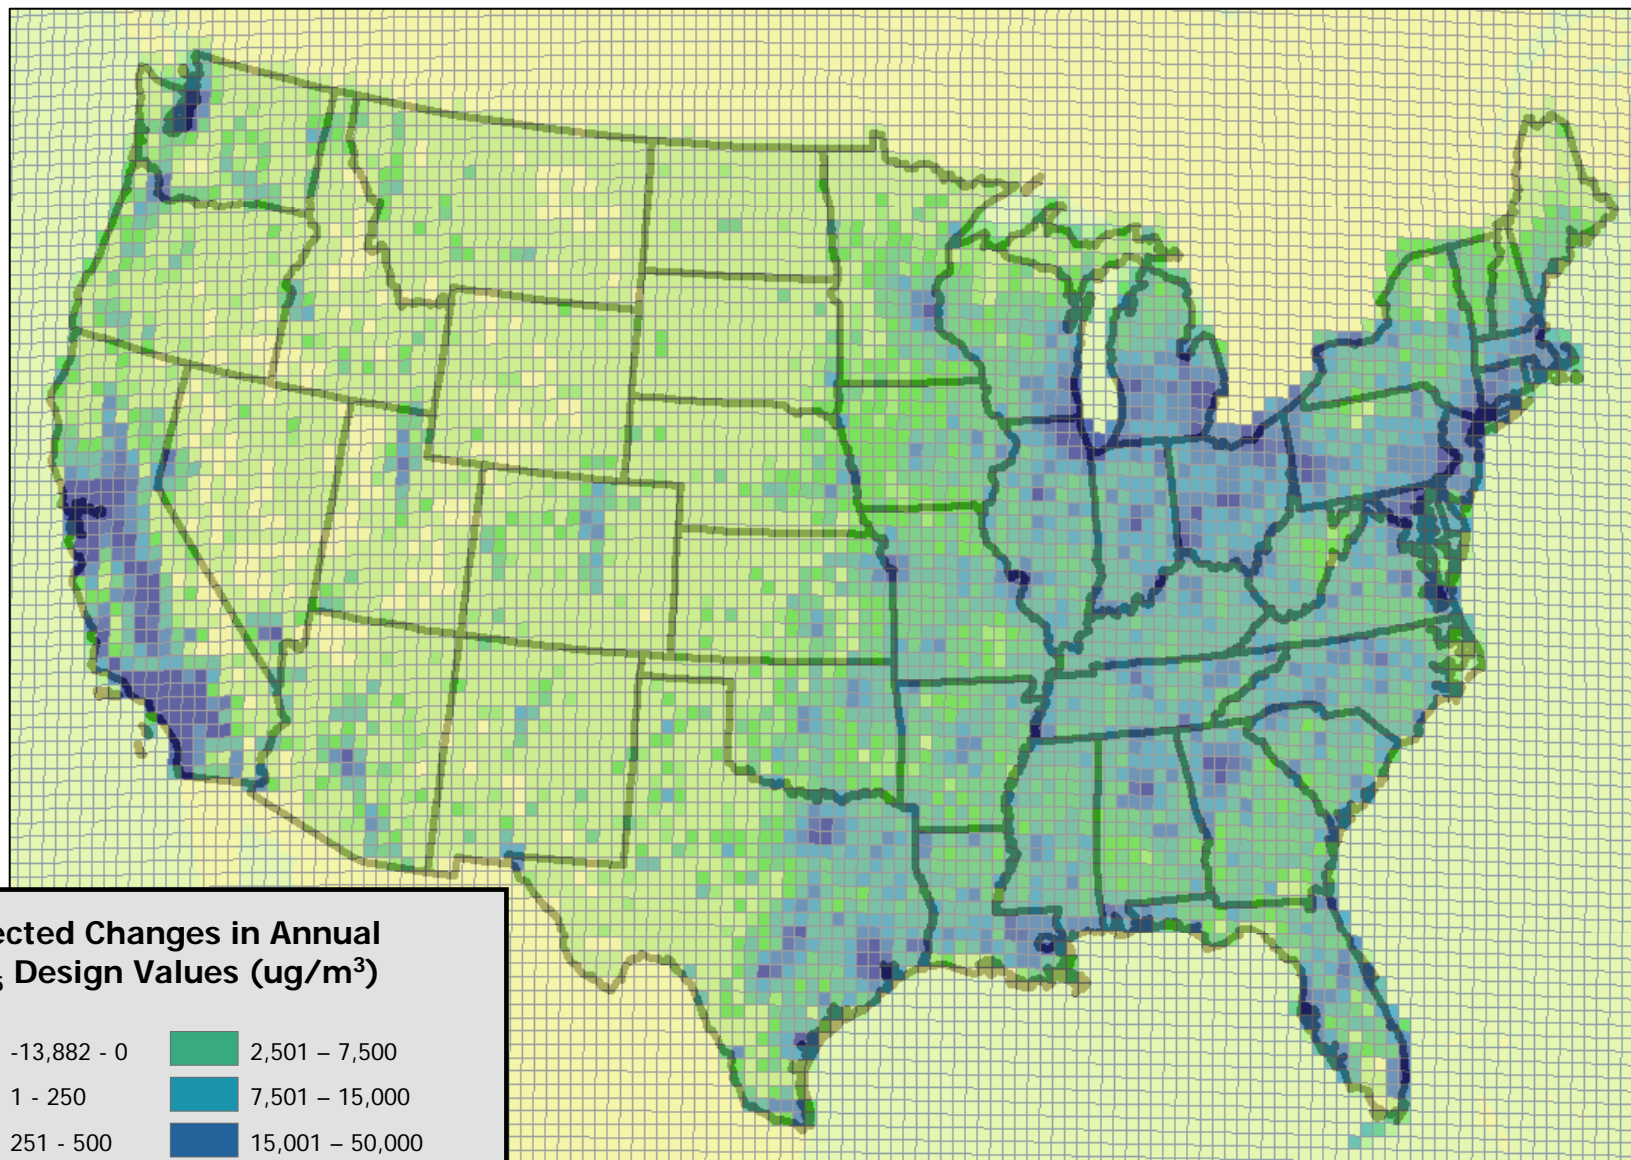 ected Changes in Annual
5 Design Values (ug/m³)
-13,882 - 0
2,501 – 7,500
1 - 250
7,501 – 15,000
251 - 500
15,001 – 50,000